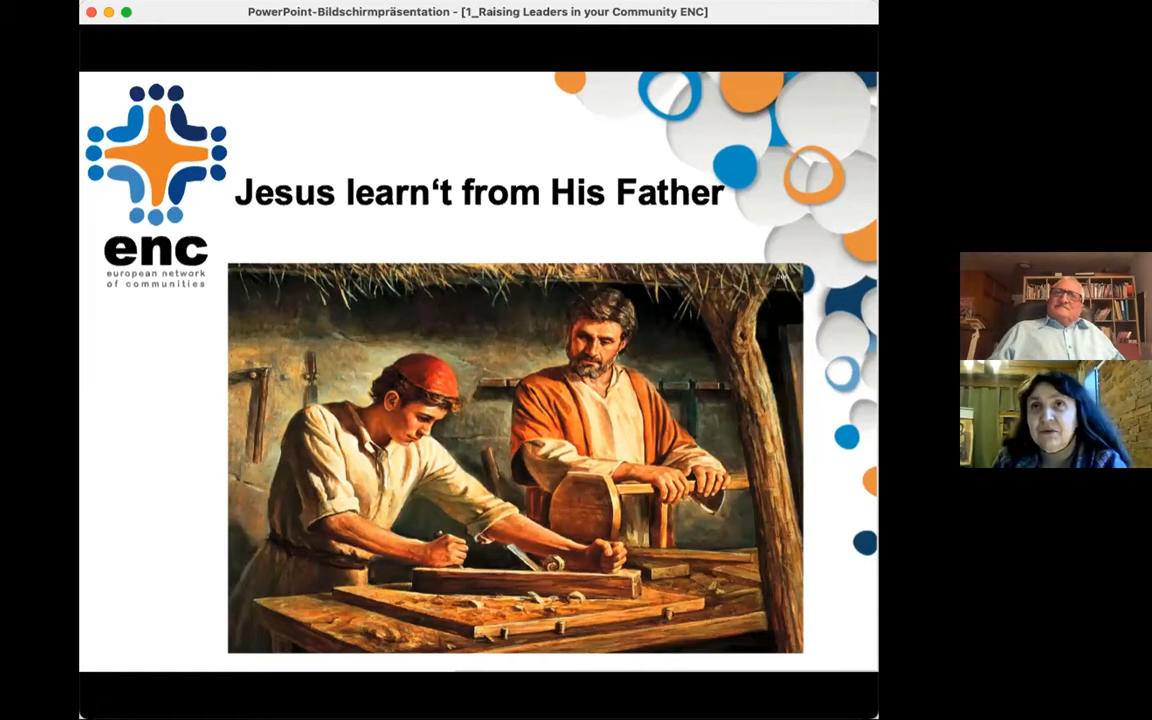 PowerPoint-Bildschirmpräsentation - [1_Raising Leaders in your Community ENC]
Jesus learn‘t from His Father
enc
european network
of communities